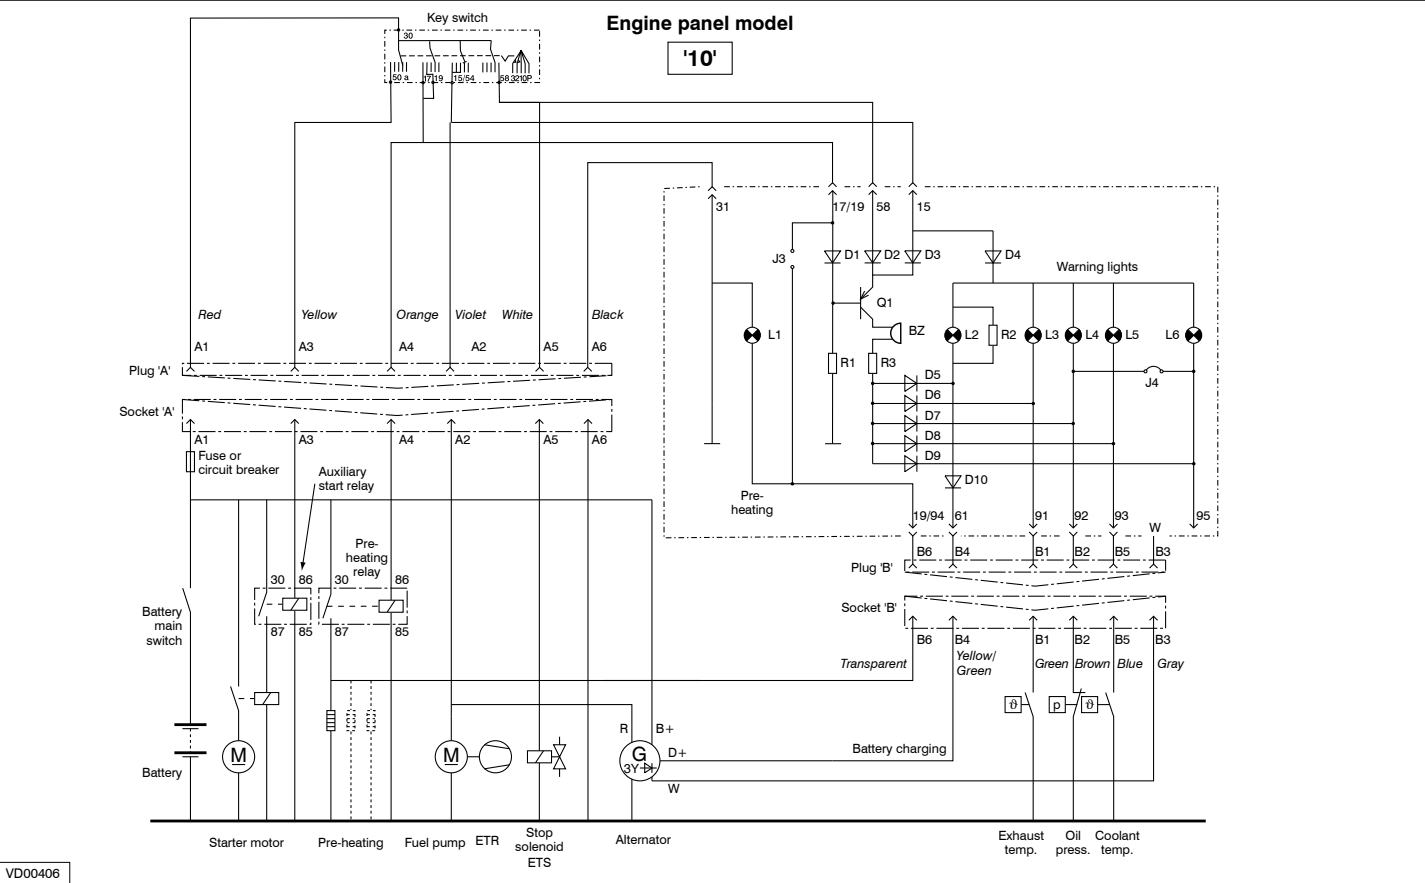 Key switch
Engine panel model
'10'
30
50 a
17 19
15/54
58 3210P
31
17/19
58
15
J3
D1
D2
D3
D4
Warning lights
Q1
BZ
L1
R1
R3
L2
R2
L3
L4
L5
L6
J4
D5
D6
D7
D8
D9
D10
Pre-
heating
19/94
61
91
92
93
W
95
Red
Yellow
Orange
Violet
White
Black
A1
A3
A4
A2
A5
A6
Plug 'A'
Socket 'A'
A1
A3
A4
A2
A5
A6
Fuse or
circuit breaker
Auxiliary
start relay
Pre-
heating
relay
30
86
30
86
87
85
87
85
Battery
main
switch
B6
B4
B1
B2
B5
B3
Plug 'B'
Socket 'B'
B6
B4
B1
B2
B5
B3
Transparent
Yellow/
Green
Green
Brown
Blue
Gray
ϑ
p
ϑ
R
B+
D+
W
G
3Y
M
M
Battery charging
Battery
Starter motor
Pre-heating
Fuel pump
ETR
Stop
solenoid
ETS
Alternator
Exhaust
temp.
Oil
press.
Coolant
temp.
VD00406